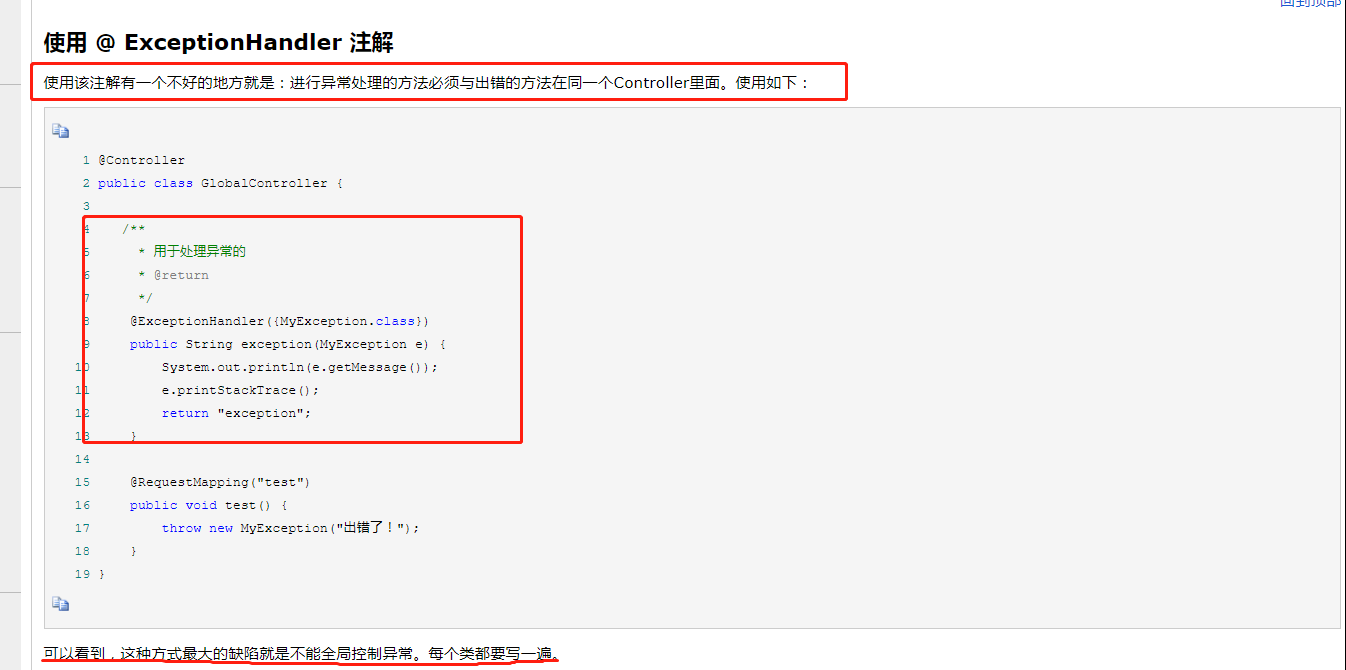 回到顶部
使用 @ ExceptionHandler 注解
使用该注解有一个不好的地方就是：进行异常处理的方法必须与出错的方法在同一个Controller里面。使用如下：
1 @Controller
2 public class GlobalController {
3
4 /**
5 * 用于处理异常的
6 * @return
7 */
8 @ExceptionHandler({MyException.class})
9 public String exception(MyException e) {
10 System.out.println(e.getMessage());
11 e.printStackTrace();
12 return "exception";
13 }
14
15 @RequestMapping("test")
16 public void test() {
17 throw new MyException("出错了！");
18 }
19 }
可以看到，这种方式最大的缺陷就是不能全局控制异常。每个类都要写一遍。